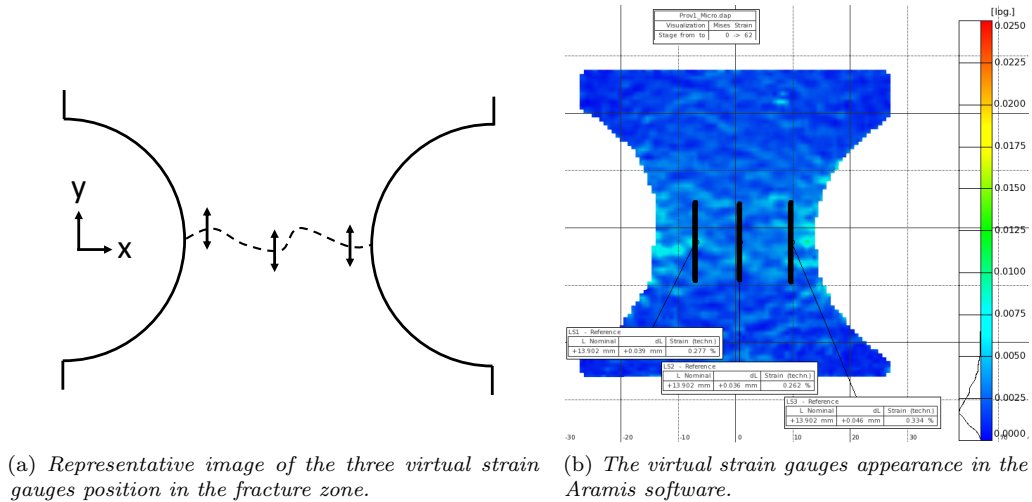 y
x
(a) Representative image of the three virtual strain
gauges position in the fracture zone.
Prov1_Micro.dap
Visualization Mises Strain
Stage from to 0 -> 62
[log.]
0.0250
0.0225
0.0200
0.0175
0.0150
0.0125
0.0100
0.0075
0.0050
0.0025
0.0000
LS1 - Reference
L Nominal dL Strain (techn.)
+13.902 mm +0.039 mm 0.277 %
LS2 - Reference
L Nominal dL Strain (techn.)
+13.902 mm +0.036 mm 0.262 %
LS3 - Reference
L Nominal dL Strain (techn.)
+13.902 mm +0.046 mm 0.334 %
-30 -20 -10 0 10 20 30
(b) The virtual strain gauges appearance in the
Aramis software.